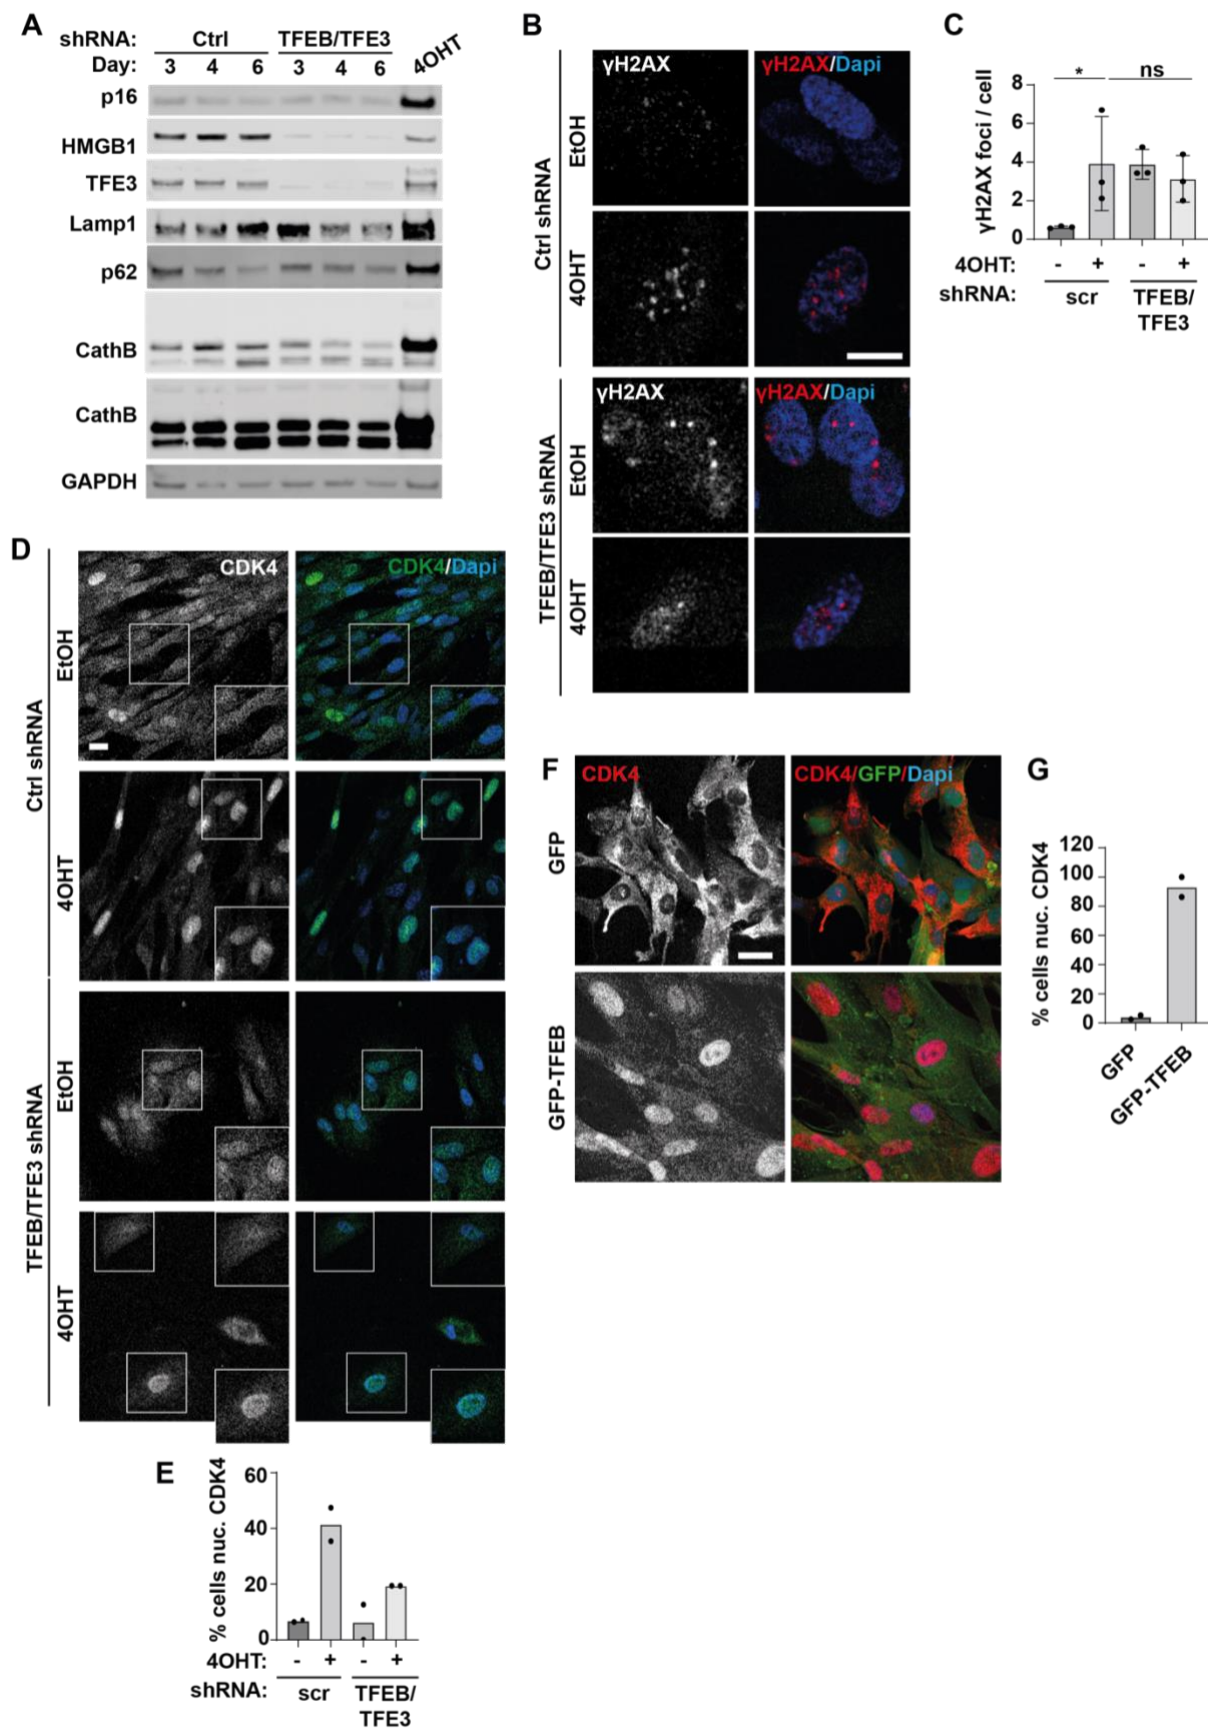 A
shRNA: Ctrl TFEB/TFE3 4OHT
Day: 3 4 6 3 4 6
p16
HMGB1
TFE3
Lamp1
p62
CathB
CathB
GAPDH
B
Ctrl shRNA
EtOH
γH2AX γH2AX/Dapi
4OHT
TFEB/TFE3 shRNA
EtOH
γH2AX γH2AX/Dapi
4OHT
C
γH2AX foci / cell
8
6
4
2
0
* ns
4OHT: - + - +
shRNA: scr TFEB/
TFE3
D
Ctrl shRNA
EtOH
CDK4 CDK4/Dapi
4OHT
TFEB/TFE3 shRNA
EtOH
4OHT
E
% cells nuc. CDK4
60
40
20
0
4OHT: - + - +
shRNA: scr TFEB/
TFE3
F
CDK4 CDK4/GFP/Dapi
GFP
GFP-TFEB
G
% cells nuc. CDK4
120
100
80
60
40
20
0
GFP
GFP-TFEB